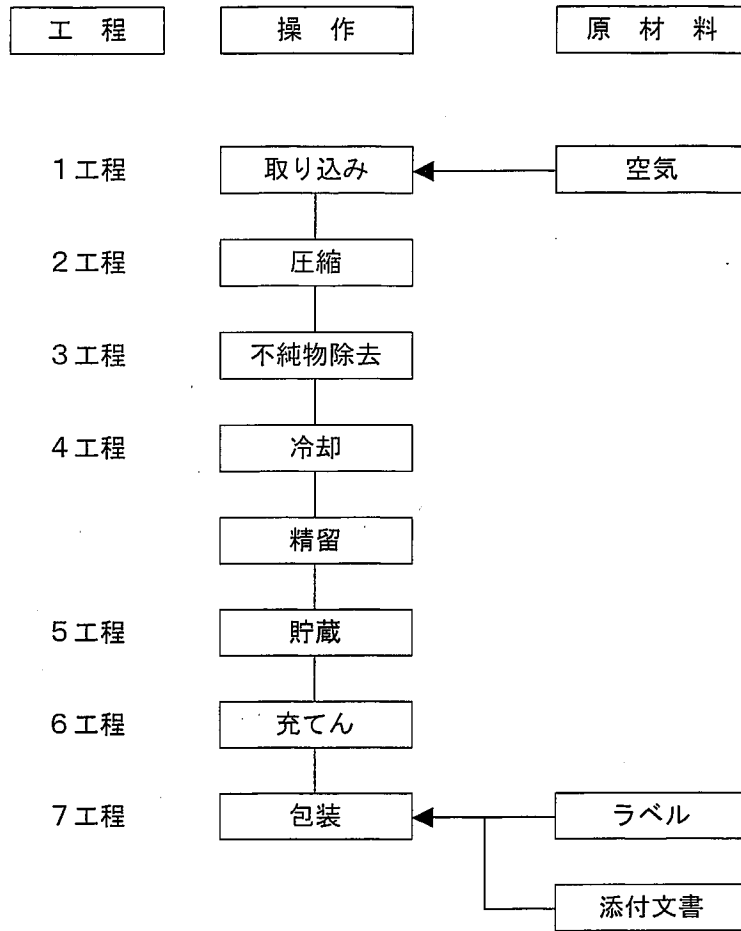 工程 操作 原材料
1工程 取り込み 空気
2工程 圧縮
3工程 不純物除去
4工程 冷却
精留
5工程 貯蔵
6工程 充てん
7工程 包装 ラベル
添付文書